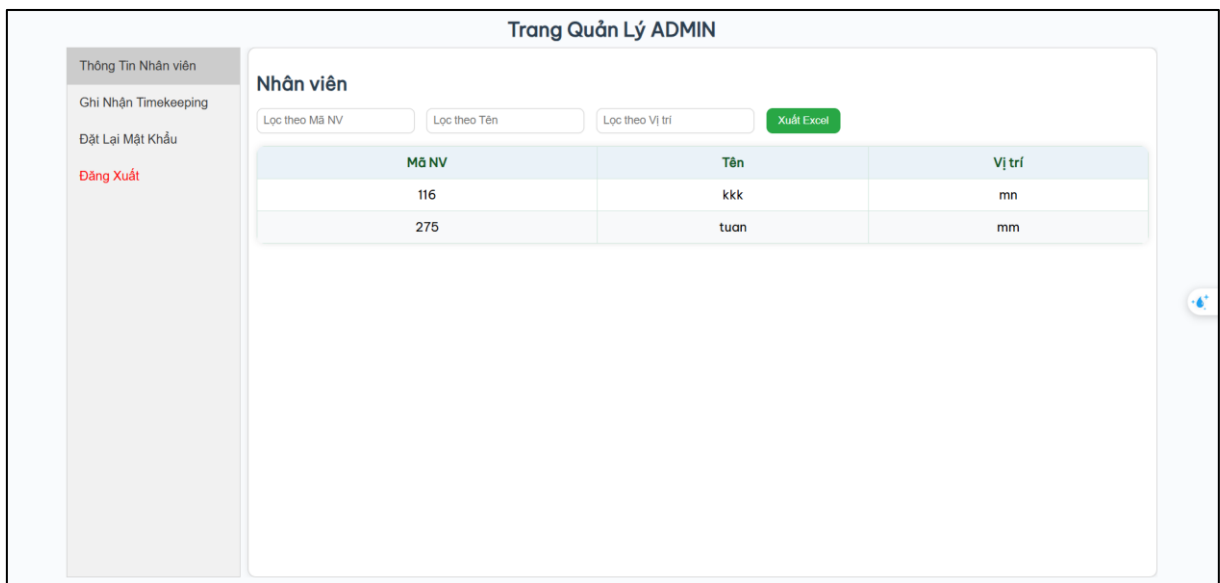 Trang Quản Lý ADMIN
Thông Tin Nhân viên
Ghi Nhận Timekeeping
Đặt Lại Mật Khẩu
Đăng Xuất
Nhân viên
Lọc theo Mã NV Lọc theo Tên Lọc theo Vị trí Xuất Excel
Mã NV Tên Vị trí
116 kkk mn
275 tuan mm